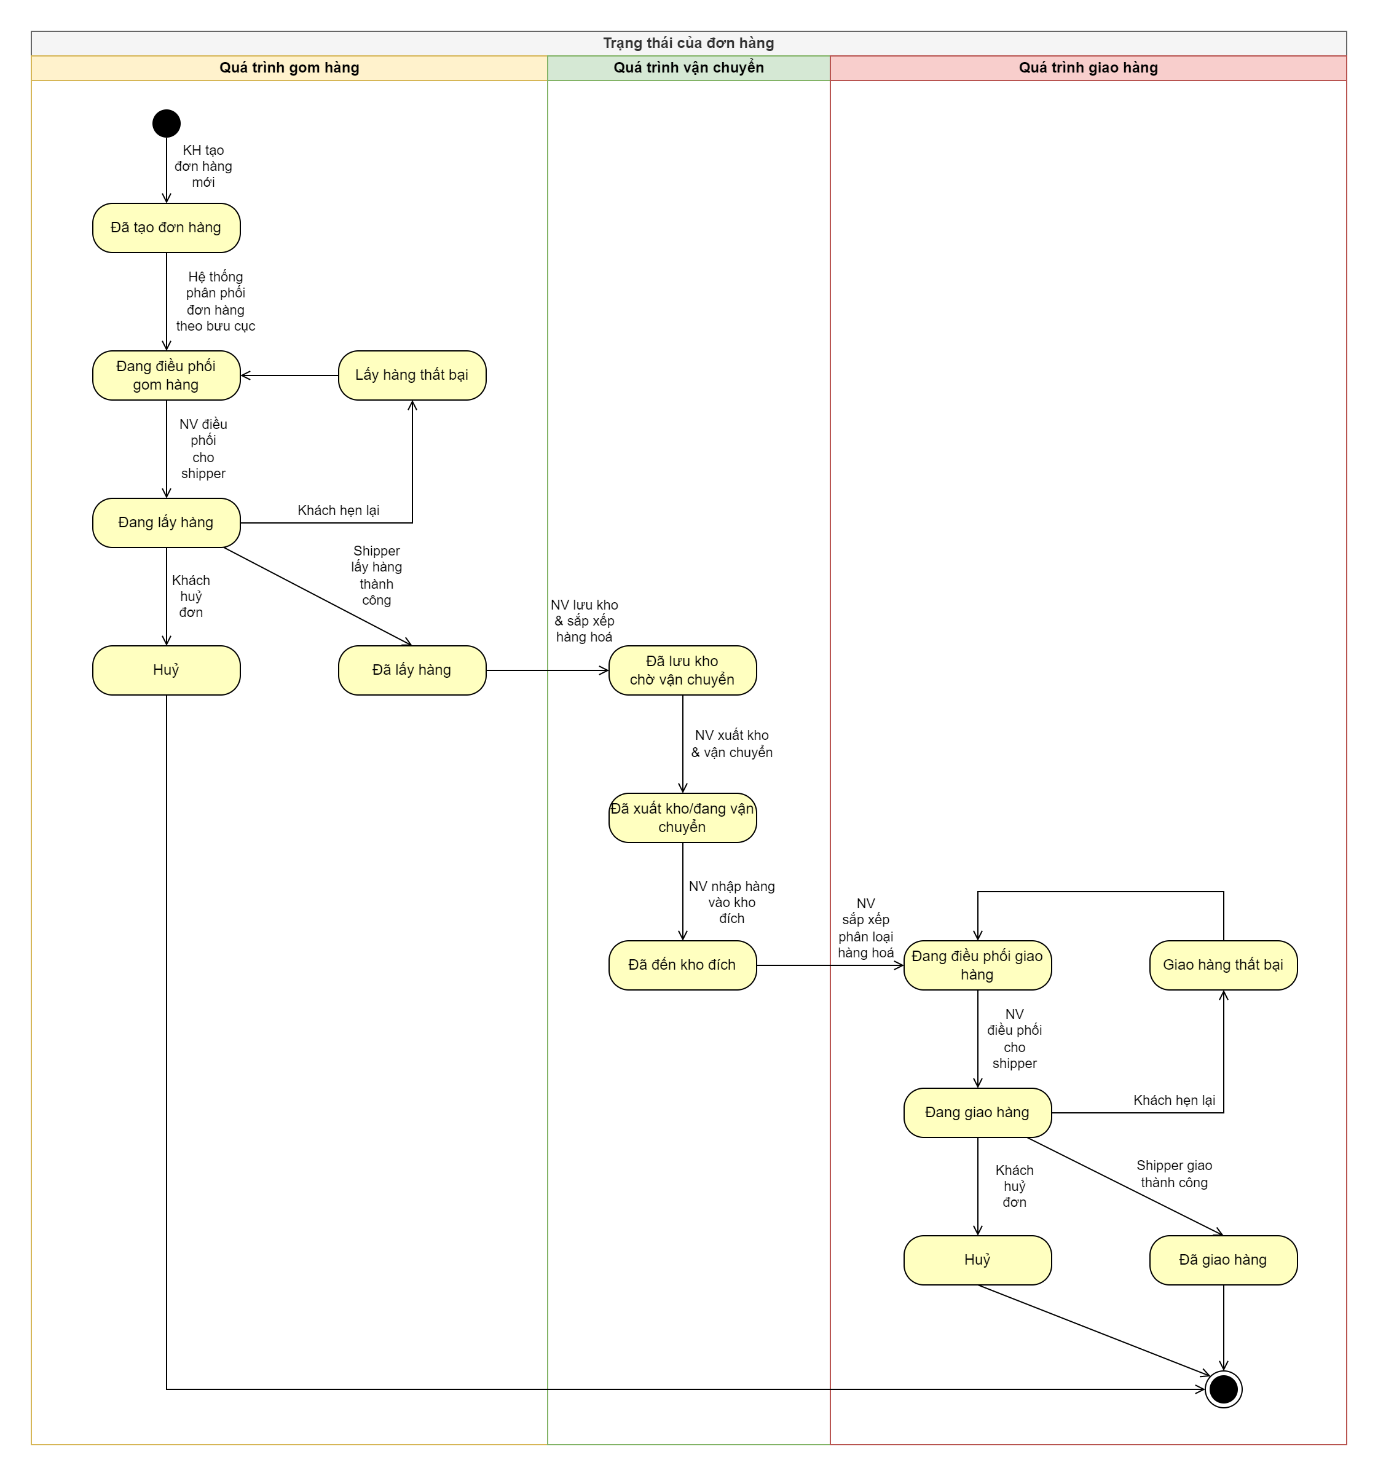 Trạng thái của đơn hàng
Quá trình gom hàng
Quá trình vận chuyển
Quá trình giao hàng
KH tạo
đơn hàng
mới
Đã tạo đơn hàng
Hệ thống
phân phối
đơn hàng
theo bưu cục
Đang điều phối
gom hàng
Lấy hàng thất bại
NV điều
phối
cho
shipper
Đang lấy hàng
Khách hẹn lại
Khách
huỷ
đơn
Shipper
lấy hàng
thành
công
Huỷ
Đã lấy hàng
NV lưu kho
& sắp xếp
hàng hoá
Đã lưu kho
chờ vận chuyển
NV xuất kho
& vận chuyển
Đã xuất kho/đang vận
chuyển
NV nhập hàng
vào kho
đích
Đã đến kho đích
NV
sắp xếp
phân loại
hàng hoá
Đang điều phối giao
hàng
Giao hàng thất bại
NV
điều phối
cho
shipper
Đang giao hàng
Khách hẹn lại
Khách
huỷ
đơn
Shipper giao
thành công
Huỷ
Đã giao hàng